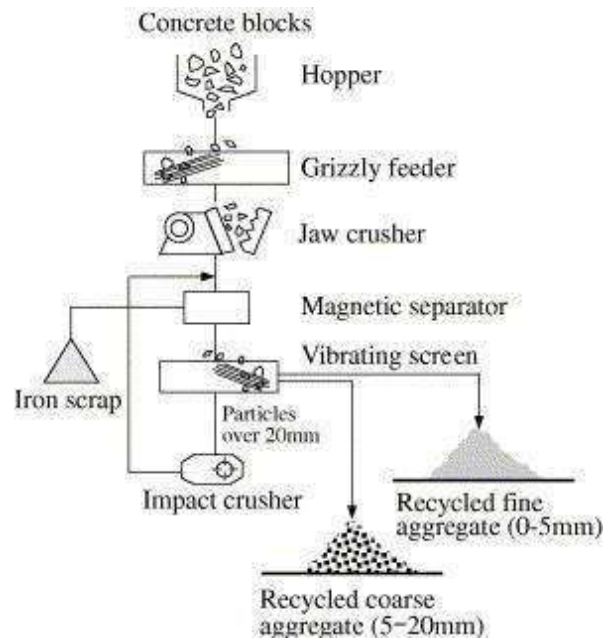 Concrete blocks
Hopper
Grizzly feeder
Jaw crusher
Magnetic separator
Vibrating screen
Iron scrap
Particles
over 20mm
Impact crusher
Recycled fine
aggregate (0-5mm)
Recycled coarse
aggregate (5-20mm)